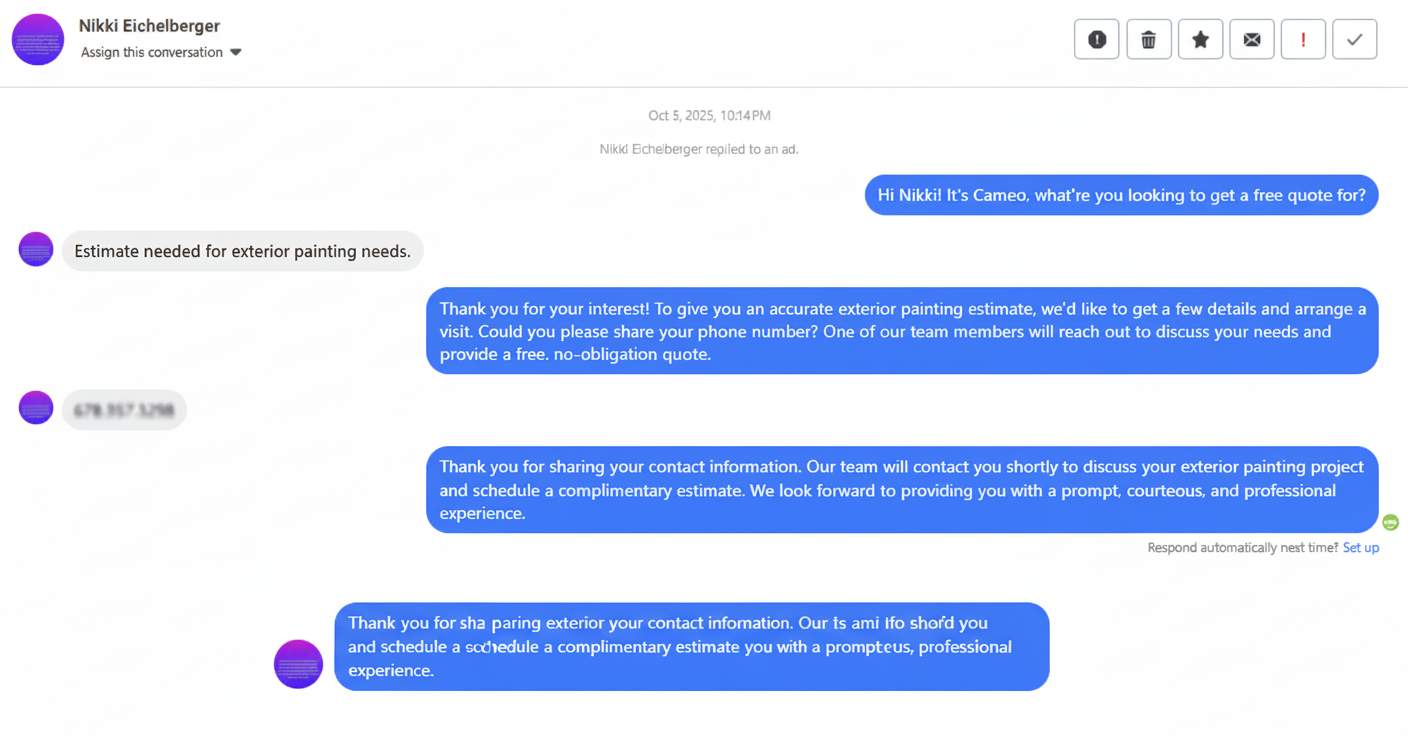 Nikki Eichelberger
Assign this conversation
Oct 5, 2025, 10:14PM
Nikki Eichelberger replied to an ad.
Hi Nikki! It's Cameo, what're you looking to get a free quote for?
Estimate needed for exterior painting needs.
Thank you for your interest! To give you an accurate exterior painting estimate, we'd like to get a few details and arrange a
visit. Could you please share your phone number? One of our team members will reach out to discuss your needs and
provide a free. no-obligation quote.
Thank you for sharing your contact information. Our team will contact you shortly to discuss your exterior painting project
and schedule a complimentary estimate. We look forward to providing you with a prompt, courteous, and professional
experience.
Respond automatically nest time? Set up
Thank you for sha paring exterior your contact infomation. Our ts ami Ifo you
and schedule a a complimentary estimate you with a professional
experience.